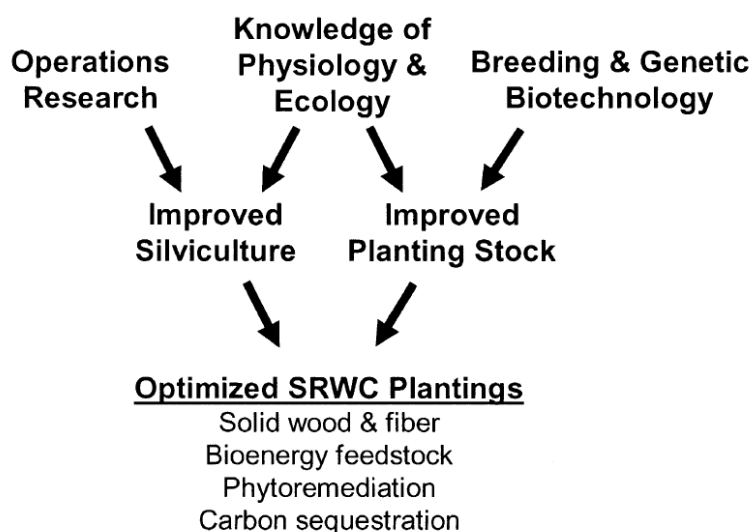 Operations
Research
Knowledge of
Physiology &
Ecology
Breeding & Genetic
Biotechnology
Improved
Silviculture
Improved
Planting Stock
Optimized SRWC Plantings
Solid wood & fiber
Bioenergy feedstock
Phytoremediation
Carbon sequestration